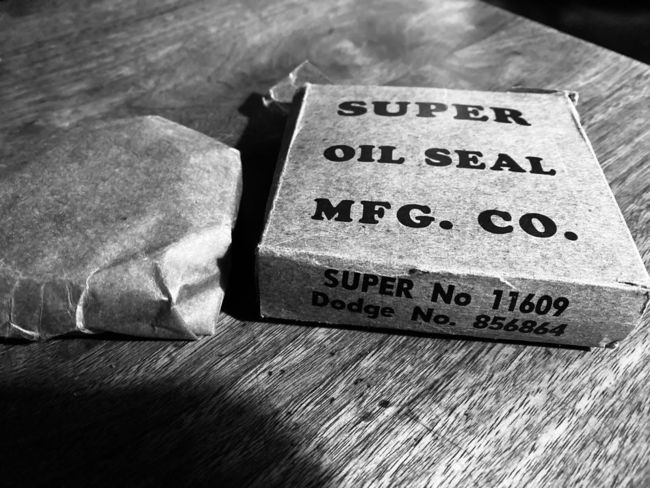 SUPER
OIL SEAL
MFG. CO.
SUPER No 11609
Dodge No. 856864